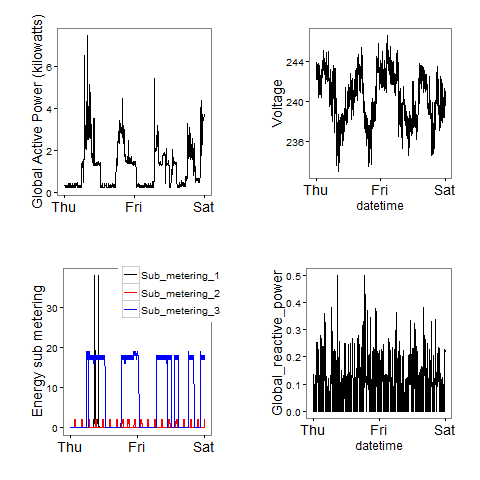 Global Active Power (kilowatts)
6
4
2
0
Thu
Fri
Sat
Voltage
244
240
236
Thu
Fri
Sat
datetime
Energy sub metering
30
20
10
0
Sub_metering_1
Sub_metering_2
Sub_metering_3
Thu
Fri
Sat
Global_reactive_power
0.5
0.4
0.3
0.2
0.1
0.0
Thu
Fri
Sat
datetime